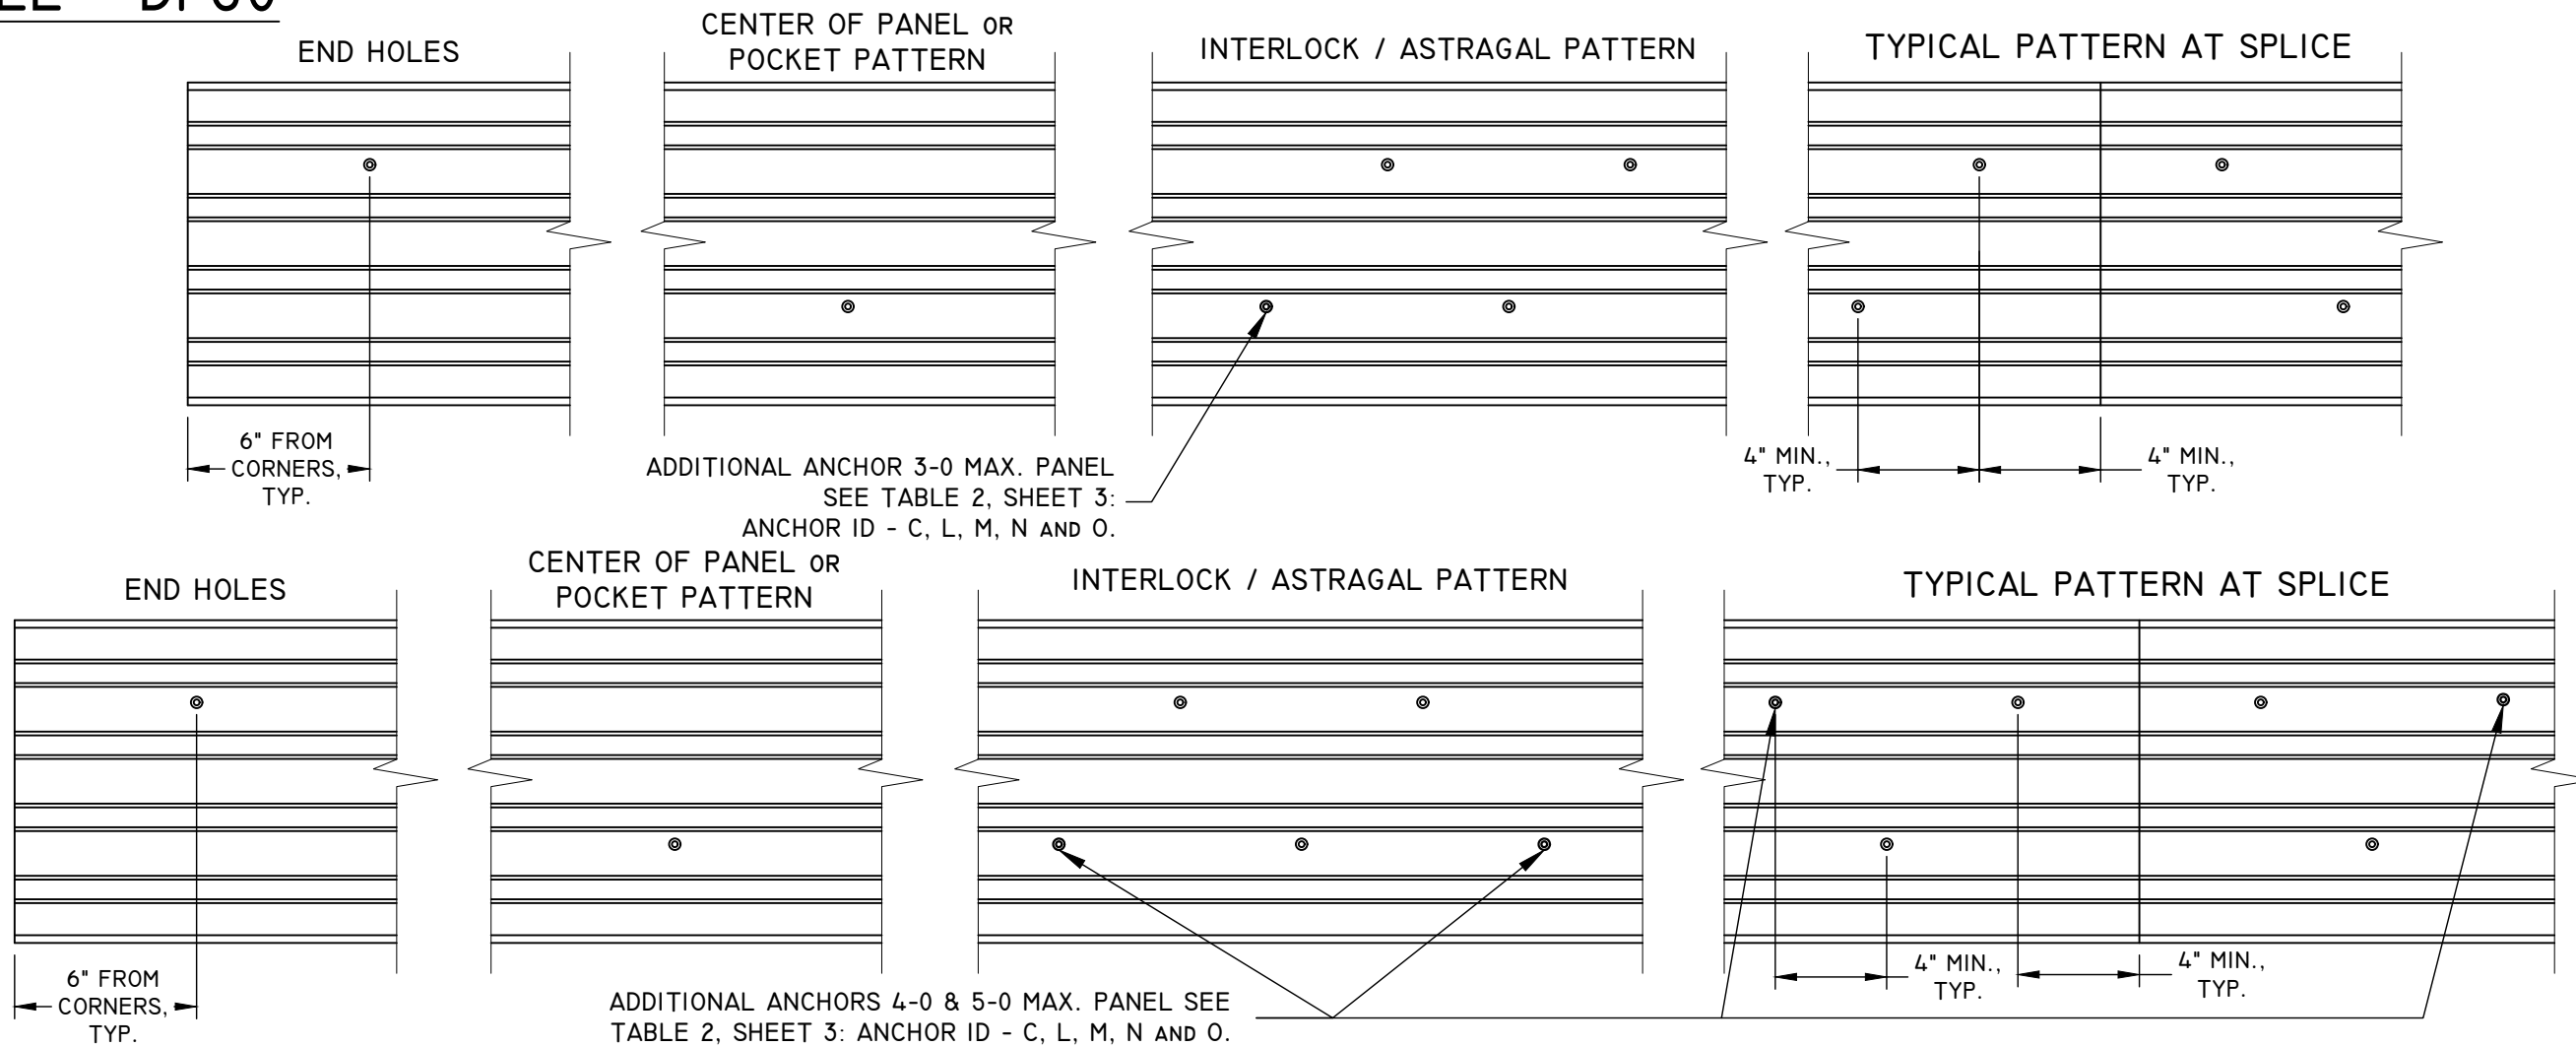 END HOLES
CENTER OF PANEL OR
POCKET PATTERN
INTERLOCK / ASTRAGAL PATTERN
TYPICAL PATTERN AT SPLICE
6" FROM
CORNERS,
TYP.
ADDITIONAL ANCHOR 3-0 MAX. PANEL
SEE TABLE 2, SHEET 3:
ANCHOR ID - C, L, M, N AND O.
4" MIN.,
TYP.
4" MIN.,
TYP.
END HOLES
CENTER OF PANEL OR
POCKET PATTERN
INTERLOCK / ASTRAGAL PATTERN
TYPICAL PATTERN AT SPLICE
6" FROM
CORNERS,
TYP.
ADDITIONAL ANCHORS 4-0 & 5-0 MAX. PANEL SEE
TABLE 2, SHEET 3: ANCHOR ID - C, L, M, N AND O.
4" MIN.,
TYP.
4" MIN.,
TYP.